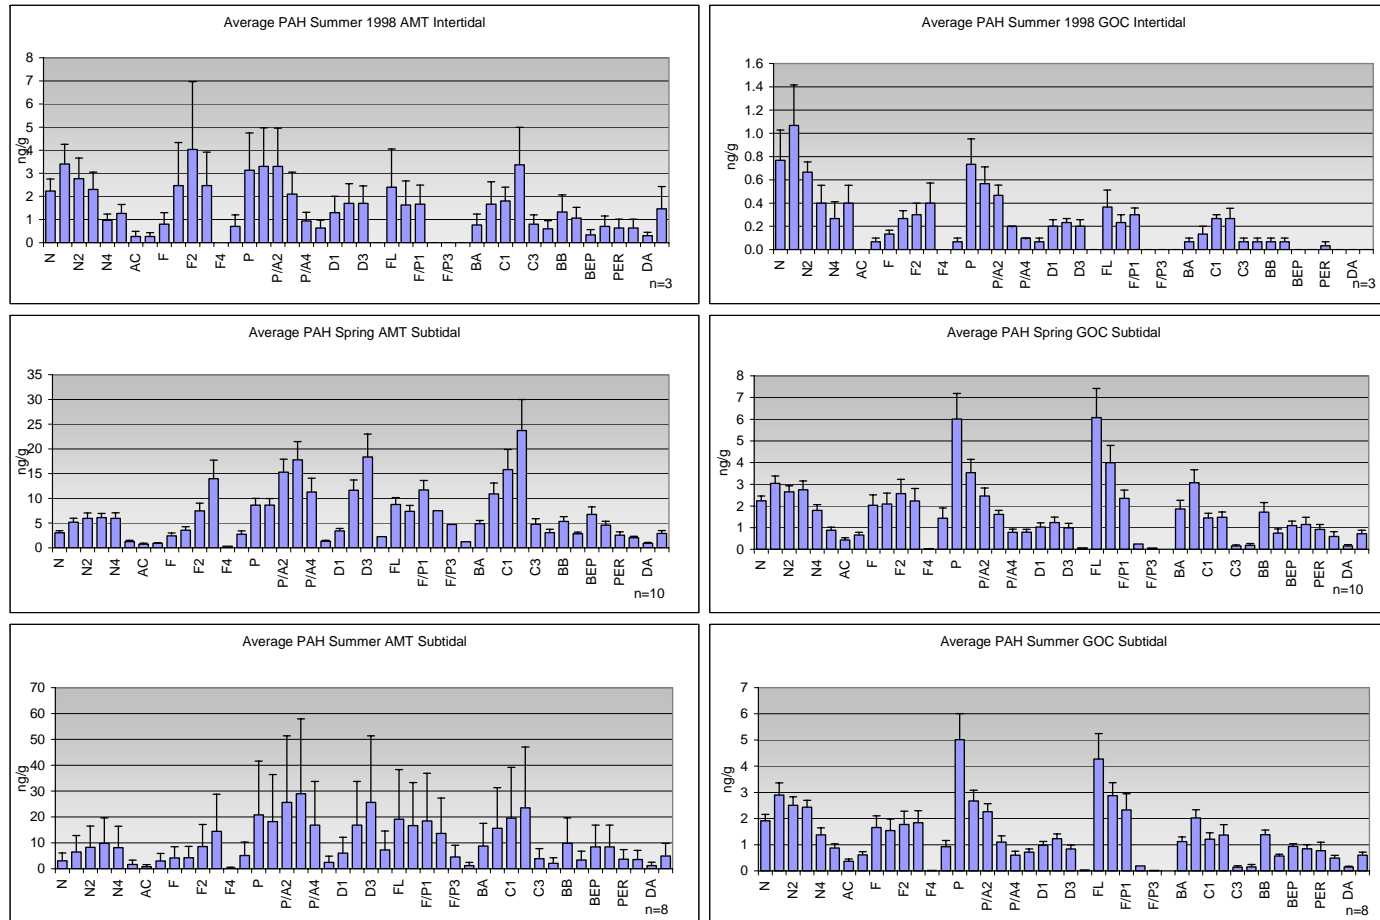 Average PAH Summer 1998 AMT Intertidal
8
7
6
5
4
3
2
1
0
ng/g
N N2 N4 AC F F2 F4 P P/A2 P/A4 D1 D3 FL F/P1 F/P3 BA C1 C3 BB BEP PER DA
n=3
Average PAH Summer 1998 GOC Intertidal
1.6
1.4
1.2
1.0
0.8
0.6
0.4
0.2
0.0
ng/g
N N2 N4 AC F F2 F4 P P/A2 P/A4 D1 D3 FL F/P1 F/P3 BA C1 C3 BB BEP PER DA
n=3
Average PAH Spring AMT Subtidal
35
30
25
20
15
10
5
0
ng/g
N N2 N4 AC F F2 F4 P P/A2 P/A4 D1 D3 FL F/P1 F/P3 BA C1 C3 BB BEP PER DA
n=10
Average PAH Spring GOC Subtidal
8
7
6
5
4
3
2
1
0
ng/g
N N2 N4 AC F F2 F4 P P/A2 P/A4 D1 D3 FL F/P1 F/P3 BA C1 C3 BB BEP PER DA
n=10
Average PAH Summer AMT Subtidal
70
60
50
40
30
20
10
0
ng/g
N N2 N4 AC F F2 F4 P P/A2 P/A4 D1 D3 FL F/P1 F/P3 BA C1 C3 BB BEP PER DA
n=8
Average PAH Summer GOC Subtidal
7
6
5
4
3
2
1
0
ng/g
N N2 N4 AC F F2 F4 P P/A2 P/A4 D1 D3 FL F/P1 F/P3 BA C1 C3 BB BEP PER DA
n=8